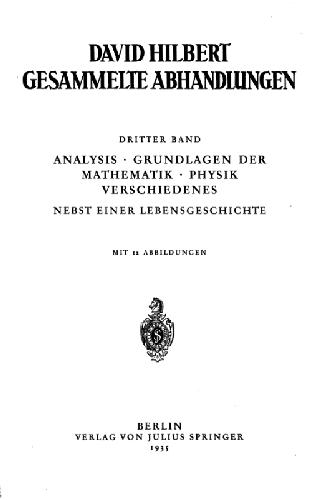 DAVID HILBERT
GESAMMELTE ABHANDLUNGEN
DRITTER BAND
ANALYSIS · GRUNDLAGEN DER
MATHEMATIK · PHYSIK
VERSCHIEDENES
NEBST EINER LEBENSGESCHICHTE
MIT 12 ABBILDUNGEN
BERLIN
VERLAG VON JULIUS SPRINGER
1935